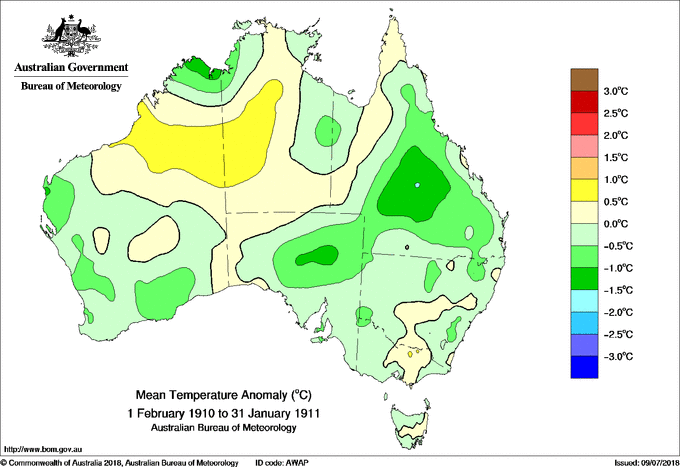 Australian Government
Bureau of Meteorology
3.0°C
2.5°C
2.0°C
1.5°C
1.0°C
0.5°C
0.0°C
−0.5°C
−1.0°C
−1.5°C
−2.0°C
−2.5°C
−3.0°C
Mean Temperature Anomaly (°C)
1 February 1910 to 31 January 1911
Australian Bureau of Meteorology
http://www.bom.gov.au
© Commonwealth of Australia 2018, Australian Bureau of Meteorology ID code: AWAP Issued: 09/07/2018